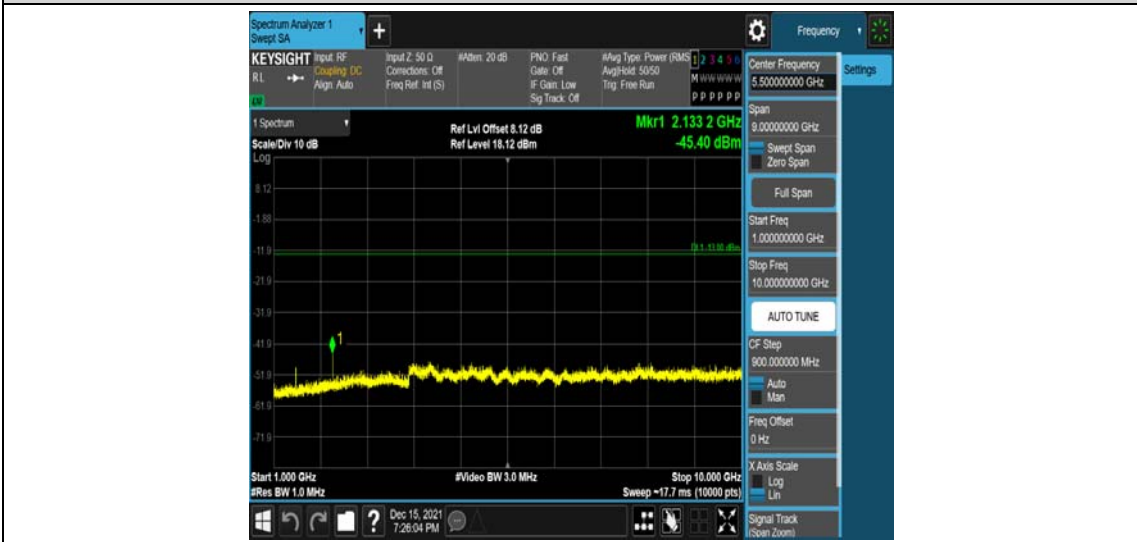 Spectrum Analyzer 1
Swept SA
+
Frequency
KEYSIGHT
RL
Input: RF
Coupling: DC
Align: Auto
Input Z: 50 Ω
Corrections: Off
Freq Ref: Int (S)
#Atten: 20 dB
PNO: Fast
Gate: Off
IF Gain: Low
Sig Track: Off
#Avg Type: Power (RMS
Avg|Hold: 50/50
Trig: Free Run
1 2 3 4 5 6
M W W W W W
P P P P P P
Center Frequency
5.500000000 GHz
Settings
1 Spectrum
Scale/Div 10 dB
Log
Ref Lvl Offset 8.12 dB
Ref Level 18.12 dBm
Mkr1 2.133 2 GHz
-45.40 dBm
Span
9.00000000 GHz
Swept Span
Zero Span
Full Span
8.12
-1.88
-11.9
DL1 -13.00 dBm
-21.9
-31.9
-41.9
1
-51.9
-61.9
-71.9
Start Freq
1.000000000 GHz
Stop Freq
10.000000000 GHz
AUTO TUNE
CF Step
900.000000 MHz
Auto
Man
Freq Offset
0 Hz
X Axis Scale
Log
Lin
Signal Track
(Span Zoom)
Start 1.000 GHz
#Res BW 1.0 MHz
#Video BW 3.0 MHz
Stop 10.000 GHz
Sweep ~17.7 ms (10000 pts)
?
Dec 15, 2021
7:26:04 PM